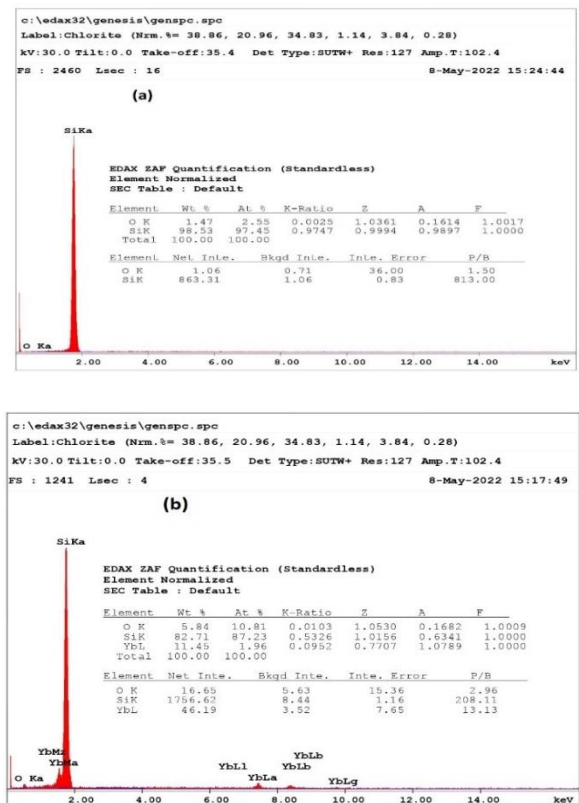 c:\edax32\genesis\genspc.spc
Label:Chlorite (Nrm.%= 38.86, 20.96, 34.83, 1.14, 3.84, 0.28)
kV:30.0 Tilt:0.0 Take-off:35.4 Det Type:SUTW+ Res:127 Amp.T:102.4
FS : 2460 Lsec : 16 8-May-2022 15:24:44
(a)
SiKa
EDAX ZAF Quantification (Standardless)
Element Normalized
SEC Table : Default
Element Wt % At % K-Ratio Z A F
O K 1.47 2.55 0.0025 1.0361 0.1614 1.0017
SiK 98.53 97.45 0.9747 0.9994 0.9897 1.0000
Total 100.00 100.00
Element Net Inte. Bkgd Inte. Inte. Error P/B
O K 1.06 0.71 36.00 1.50
SiK 863.31 1.06 0.83 813.00
O Ka
2.00 4.00 6.00 8.00 10.00 12.00 14.00 keV
c:\edax32\genesis\genspc.spc
Label:Chlorite (Nrm.%= 38.86, 20.96, 34.83, 1.14, 3.84, 0.28)
kV:30.0 Tilt:0.0 Take-off:35.5 Det Type:SUTW+ Res:127 Amp.T:102.4
FS : 1241 Lsec : 4 8-May-2022 15:17:49
(b)
SiKa
EDAX ZAF Quantification (Standardless)
Element Normalized
SEC Table : Default
Element Wt % At % K-Ratio Z A F
O K 5.84 10.81 0.0103 1.0530 0.1682 1.0009
SiK 82.71 87.23 0.5326 1.0156 0.6341 1.0000
YbL 11.45 1.96 0.0952 0.7707 1.0789 1.0000
Total 100.00 100.00
Element Net Inte. Bkgd Inte. Inte. Error P/B
O K 16.65 5.63 15.36 2.96
SiK 1756.62 8.44 1.16 208.11
YbL 46.19 3.52 7.65 13.13
YbMz YbLb
YbMa YbLl YbLb
O Ka YbLa YbLg
2.00 4.00 6.00 8.00 10.00 12.00 14.00 keV